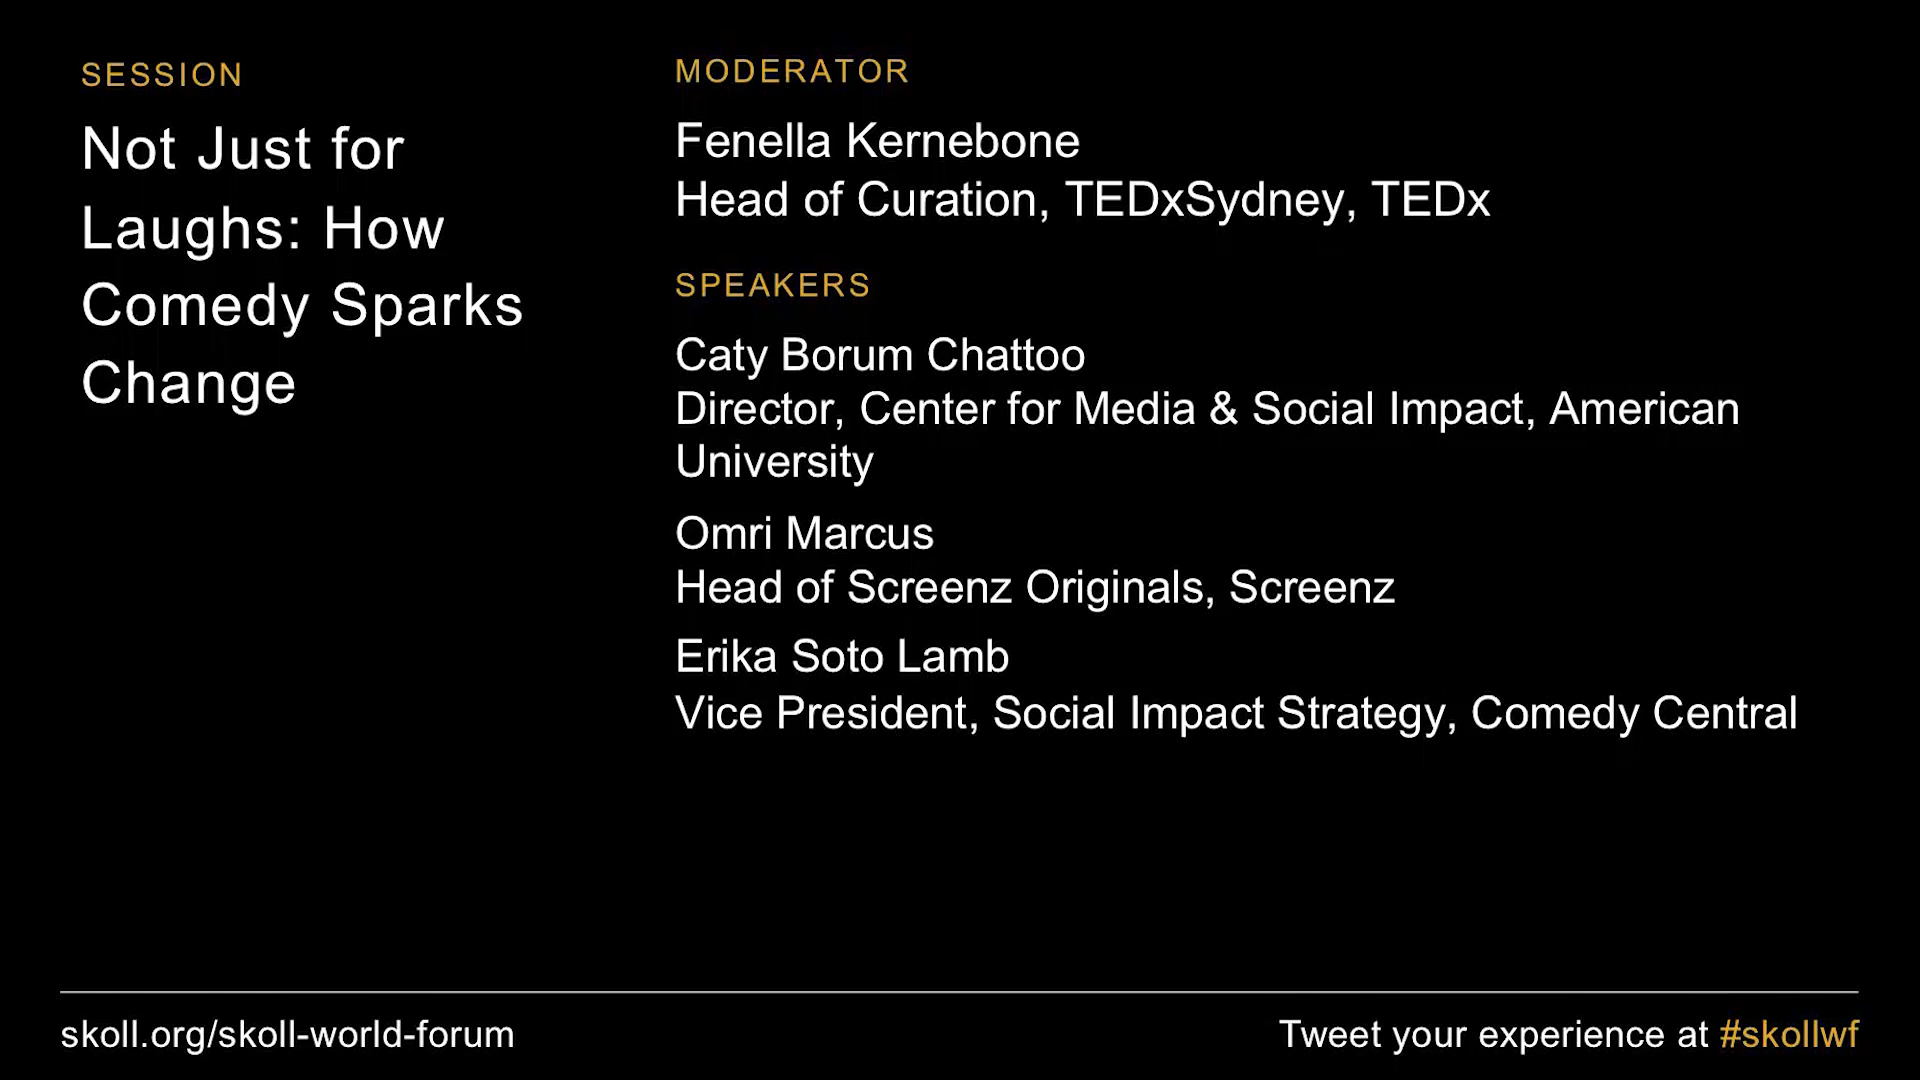 SESSION
Not Just for
Laughs: How
Comedy Sparks
Change
MODERATOR
Fenella Kernebone
Head of Curation, TEDxSydney, TEDx
SPEAKERS
Caty Borum Chattoo
Director, Center for Media & Social Impact, American
University
Omri Marcus
Head of Screenz Originals, Screenz
Erika Soto Lamb
Vice President, Social Impact Strategy, Comedy Central
skoll.org/skoll-world-forum
Tweet your experience at #skollwf